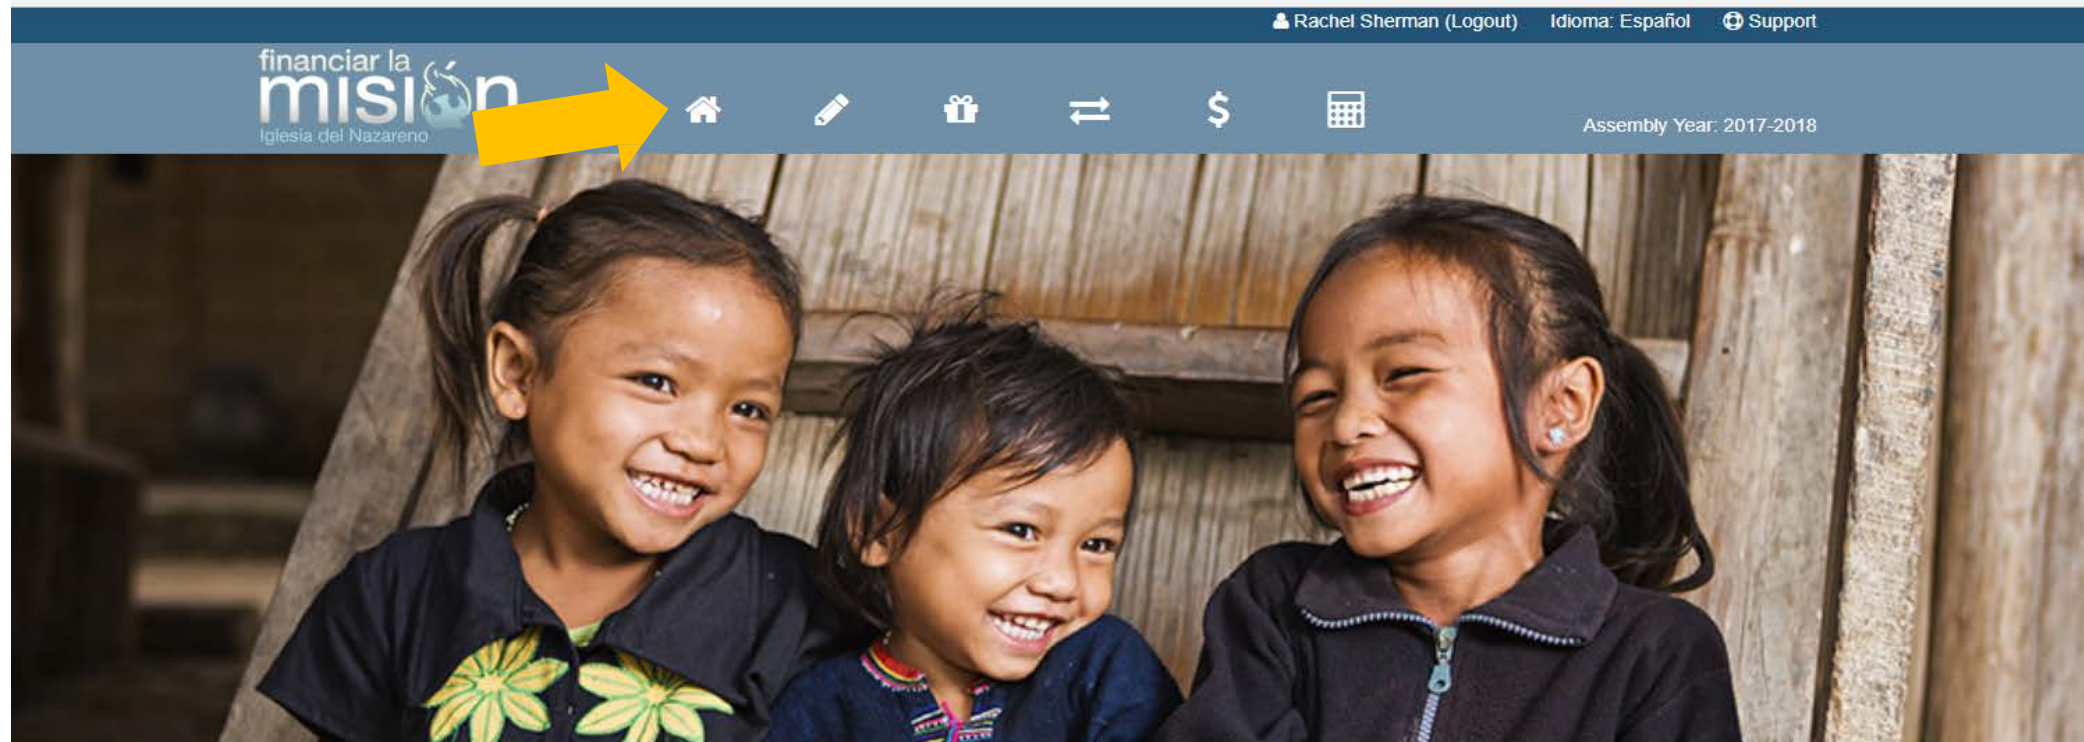 Rachel Sherman (Logout) Idioma: Español Support
financiar la
misión
Iglesia del Nazareno
Assembly Year: 2017-2018